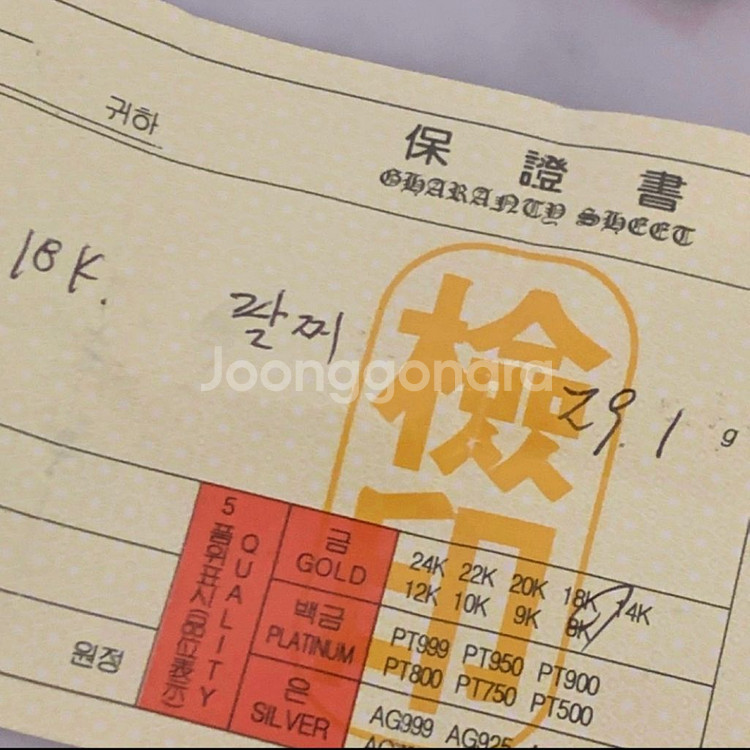 귀하
保證書
GHARANTY SHEET
18K. 팔찌 29.1 g
Joonggonara
檢印
5 품위표시(品位表示)
QUALITY
금
GOLD
24K 22K 20K 18K 14K
12K 10K 9K 8K
백금
PLATINUM
PT999 PT950 PT900
PT800 PT750 PT500
은
SILVER
AG999 AG925
원정